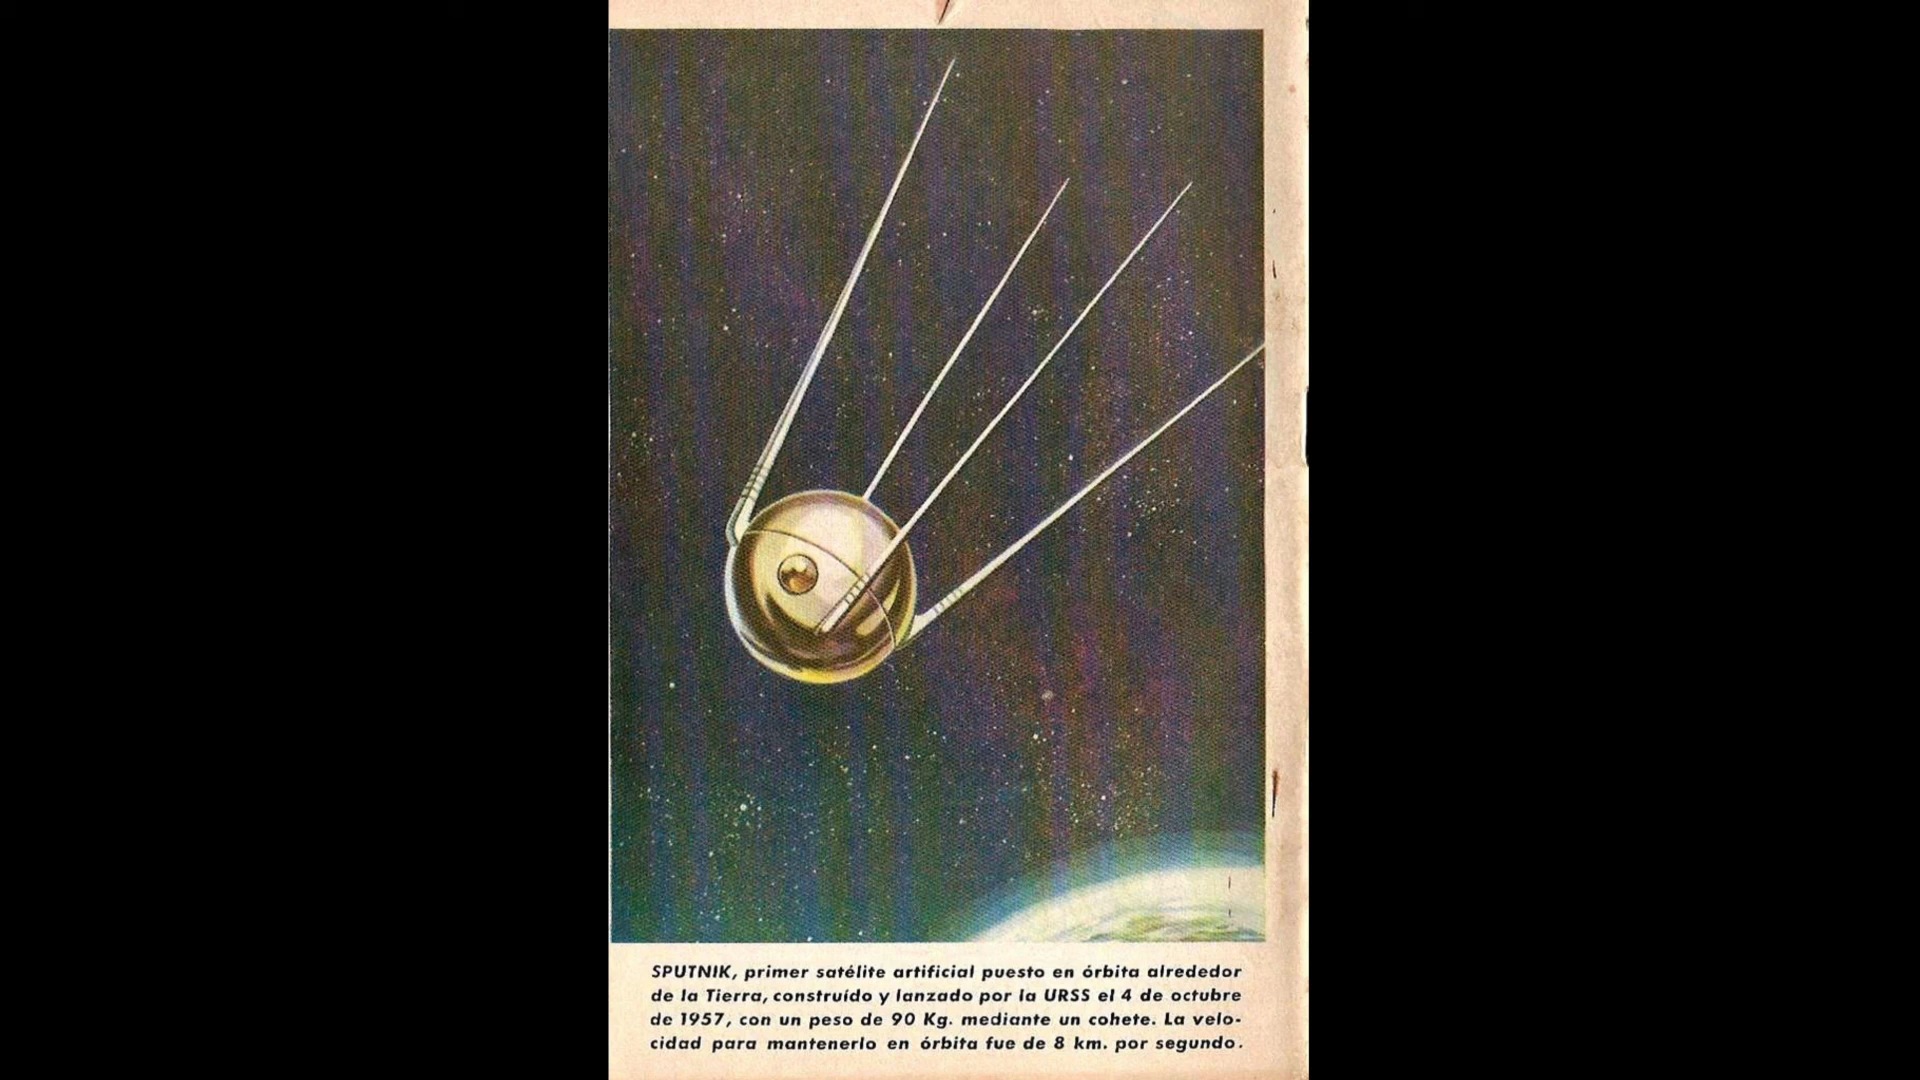 SPUTNIK, primer satélite artificial puesto en órbita alrededor
de la Tierra, construído y lanzado por la URSS el 4 de octubre
de 1957, con un peso de 90 Kg. mediante un cohete. La velo-
cidad para mantenerlo en órbita fue de 8 km. por segundo.